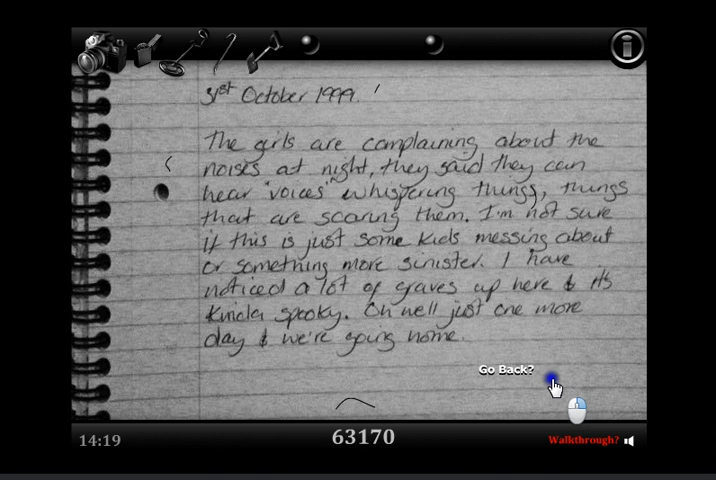 31st October 1999.
The girls are complaining about the
noises at night, they said they can
hear "voices" whispering things, things
that are scaring them. I'm not sure
if this is just some kids messing about
or something more sinister. I have
noticed a lot of graves up here & it's
kinda spooky. Oh well just one more
day & we're going home.
Go Back?
14:19
63170
Walkthrough?